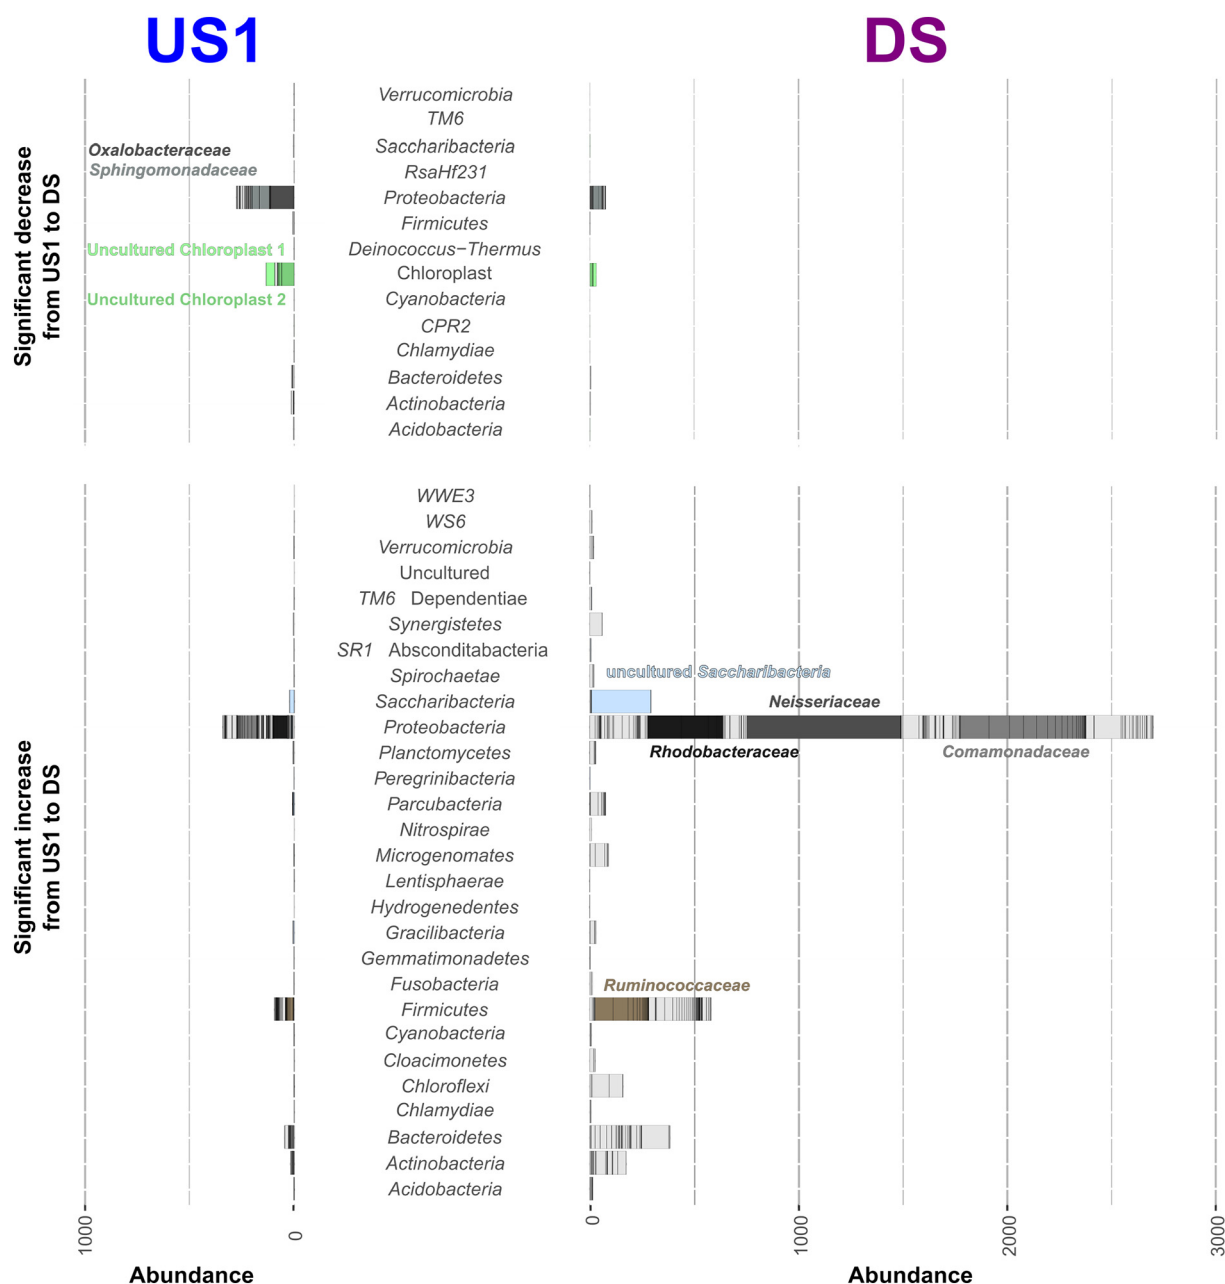 US1 DS
Significant decrease
from US1 to DS
Verrucomicrobia
TM6
Oxalobacteraceae Saccharibacteria
Sphingomonadaceae RsaHf231
Proteobacteria
Firmicutes
Uncultured Chloroplast 1 Deinococcus−Thermus
Chloroplast
Uncultured Chloroplast 2 Cyanobacteria
CPR2
Chlamydiae
Bacteroidetes
Actinobacteria
Acidobacteria
Significant increase
from US1 to DS
WWE3
WS6
Verrucomicrobia
Uncultured
TM6 Dependentiae
Synergistetes
SR1 Absconditabacteria
Spirochaetae uncultured Saccharibacteria
Saccharibacteria Neisseriaceae
Proteobacteria
Planctomycetes Rhodobacteraceae Comamonadaceae
Peregrinibacteria
Parcubacteria
Nitrospirae
Microgenomates
Lentisphaerae
Hydrogenedentes
Gracilibacteria
Gemmatimonadetes
Fusobacteria Ruminococcaceae
Firmicutes
Cyanobacteria
Cloacimonetes
Chloroflexi
Chlamydiae
Bacteroidetes
Actinobacteria
Acidobacteria
1000 0 0 1000 2000 3000
Abundance Abundance